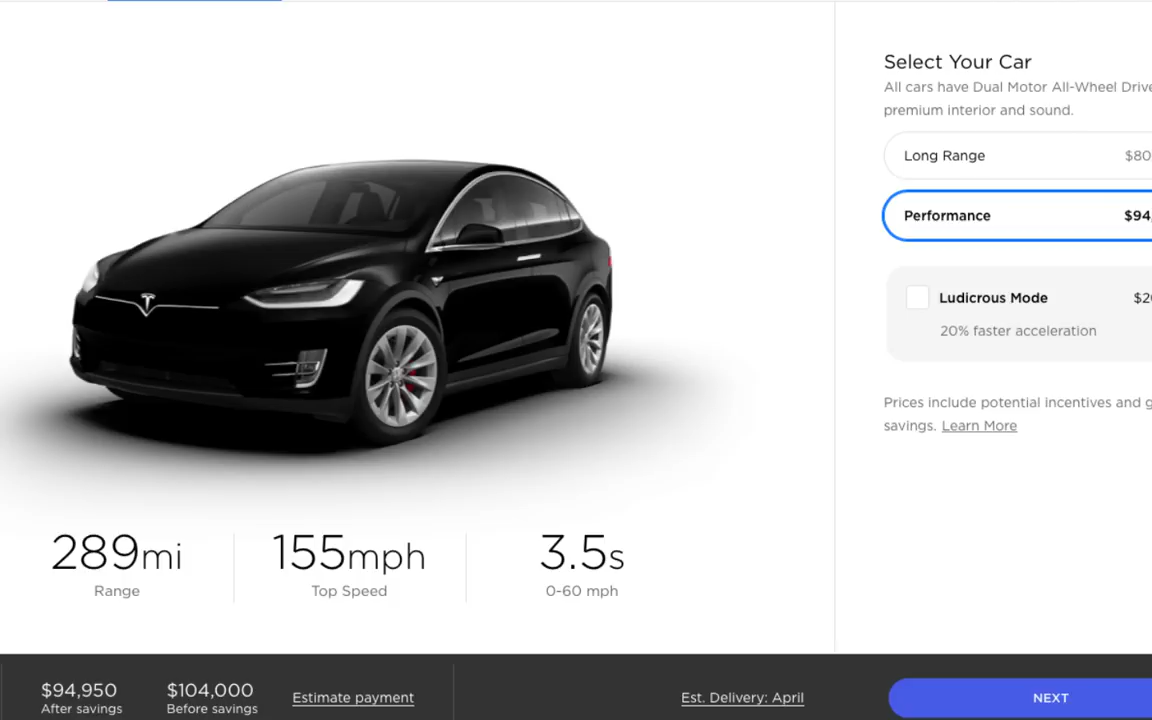 Select Your Car
All cars have Dual Motor All-Wheel Drive
premium interior and sound.
Long Range $80
Performance $94,
Ludicrous Mode
20% faster acceleration
Prices include potential incentives and
savings. Learn More
289mi
Range
155mph
Top Speed
3.5s
0-60 mph
$94,950
After savings
$104,000
Before savings
Estimate payment
Est. Delivery: April
NEXT